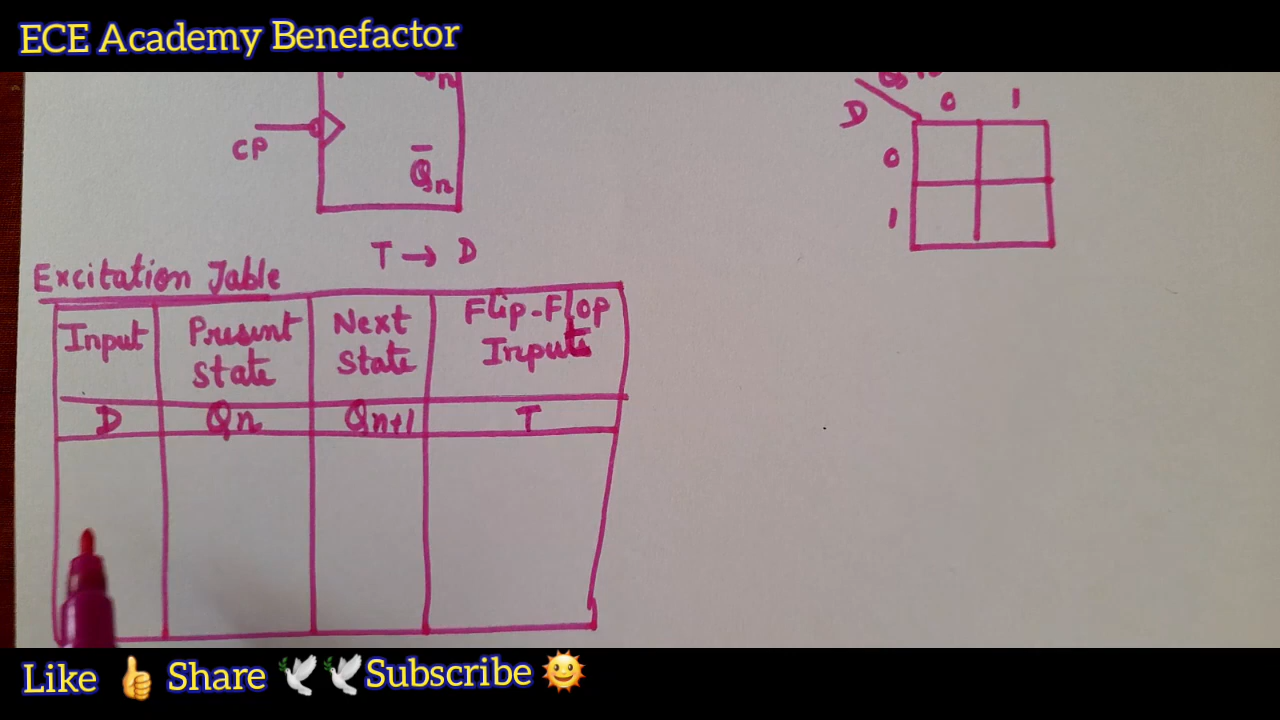 ECE Academy Benefactor
Qn
CP
Q̅n
D
0 1
0
1
T → D
Excitation Table
Input Present State Next State Flip-Flop Inputs
D Qn Qn+1 T
Like 👍 Share 🕊️🕊️ Subscribe 🌞